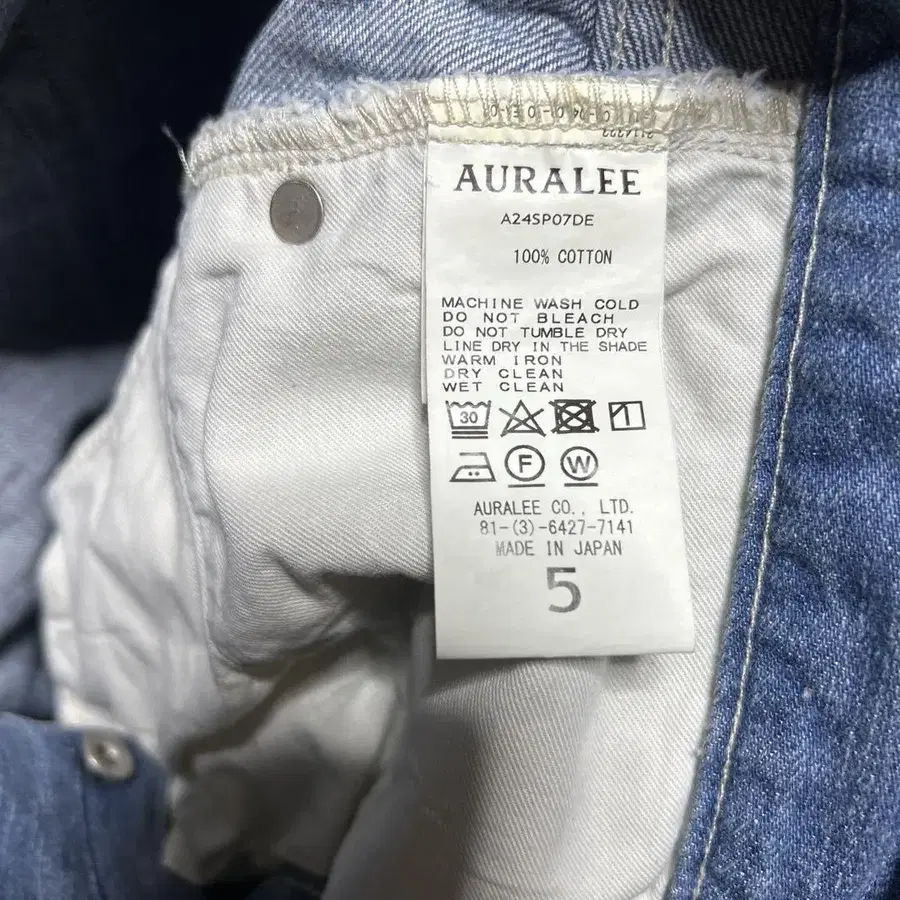 AURALEE
A24SP07DE
100% COTTON
MACHINE WASH COLD
DO NOT BLEACH
DO NOT TUMBLE DRY
LINE DRY IN THE SHADE
WARM IRON
DRY CLEAN
WET CLEAN
30
F W
AURALEE CO., LTD.
81-(3)-6427-7141
MADE IN JAPAN
5